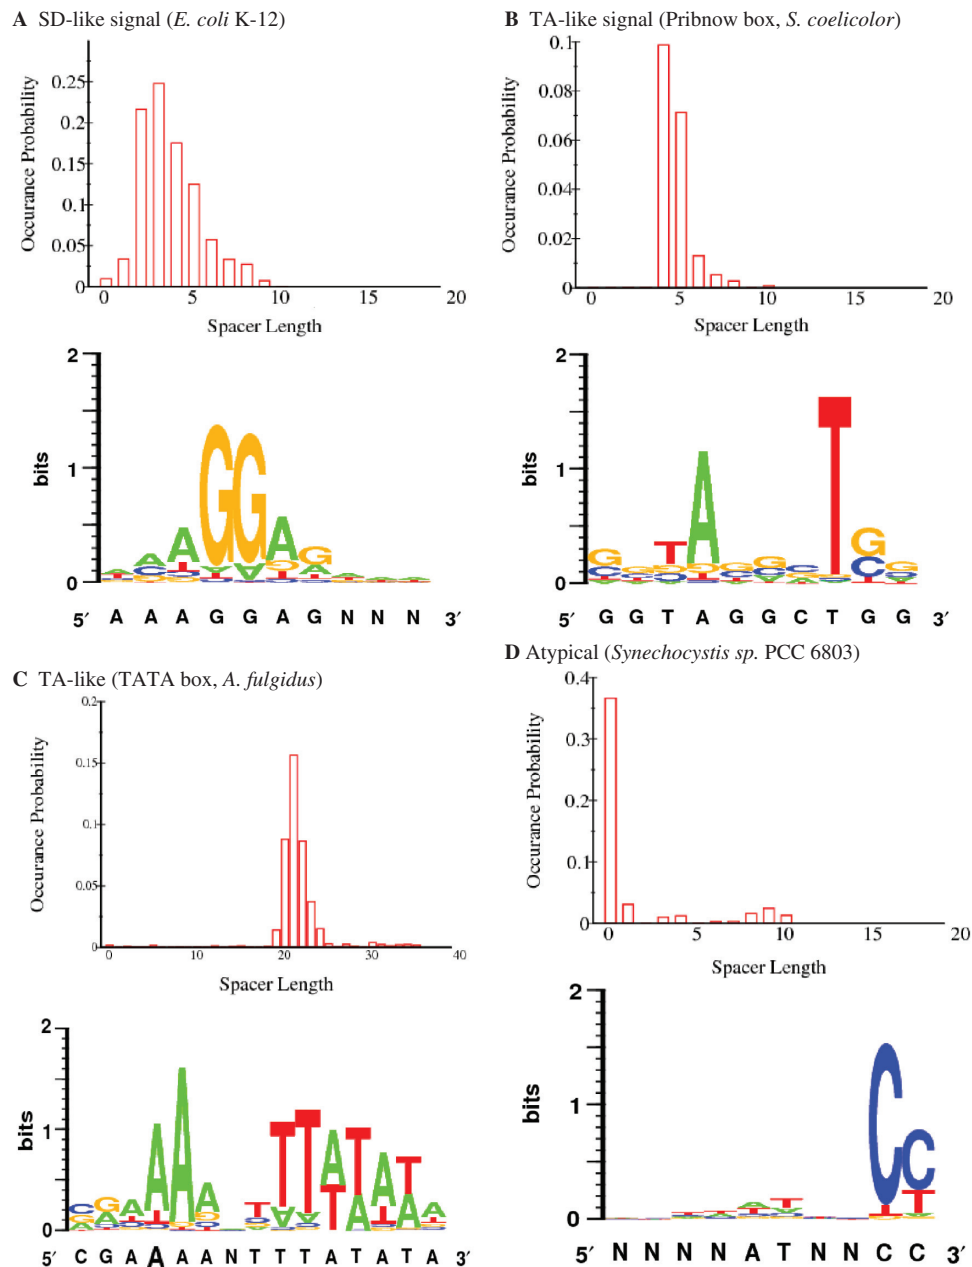 A SD-like signal (E. coli K-12)
Occurance Probability
0.25
0.2
0.15
0.1
0.05
0
0 5 10 15 20
Spacer Length
bits
2
1
0
5′ A A A G G A G N N N 3′
B TA-like signal (Pribnow box, S. coelicolor)
Occurance Probability
0.1
0.08
0.06
0.04
0.02
0
0 5 10 15 20
Spacer Length
bits
2
1
0
5′ G G T A G G C T G G 3′
C TA-like (TATA box, A. fulgidus)
Occurance Probability
0.2
0.15
0.1
0.05
0
0 10 20 30 40
Spacer Length
bits
2
1
0
5′ C G A A A A N T T T A T A T A 3′
D Atypical (Synechocystis sp. PCC 6803)
Occurance Probability
0.4
0.3
0.2
0.1
0
0 5 10 15 20
Spacer Length
bits
2
1
0
5′ N N N N A T N N C C 3′